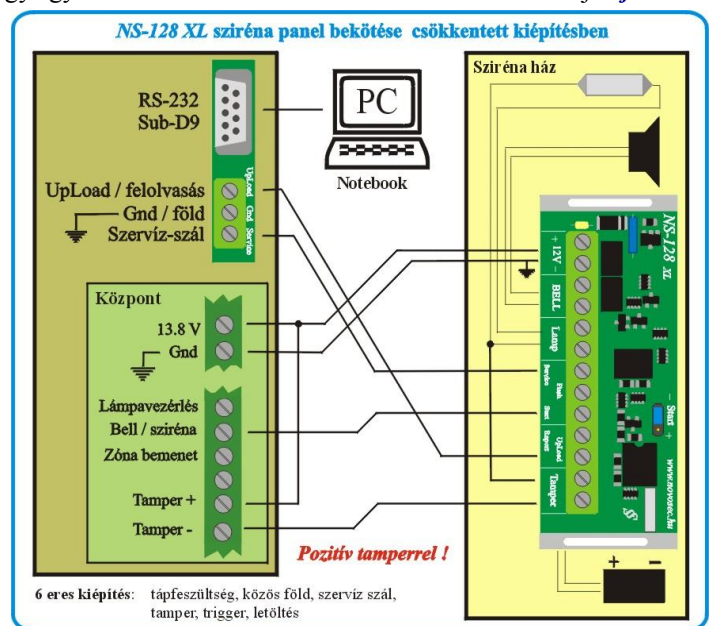 NS-128 XL sziréna panel bekötése csökkentett kiépítésben
Sziréna ház
RS-232
Sub-D9
PC
Notebook
UpLoad / felolvasás
Gnd / föld
Szervíz-szál
UpLoad
Gnd
Service
Központ
13.8 V
Gnd
Lámpavezérlés
Bell / sziréna
Zóna bemenet
Tamper +
Tamper -
NS-128 XL
+ 12V -
BELL
Lamp
Service
Flash
Start
UpLoad
Report
Tamper
- Start +
www.novosec.hu
+ -
Pozitív tamperrel !
6 eres kiépítés: tápfeszültség, közös föld, szervíz szál,
tamper, trigger, letöltés